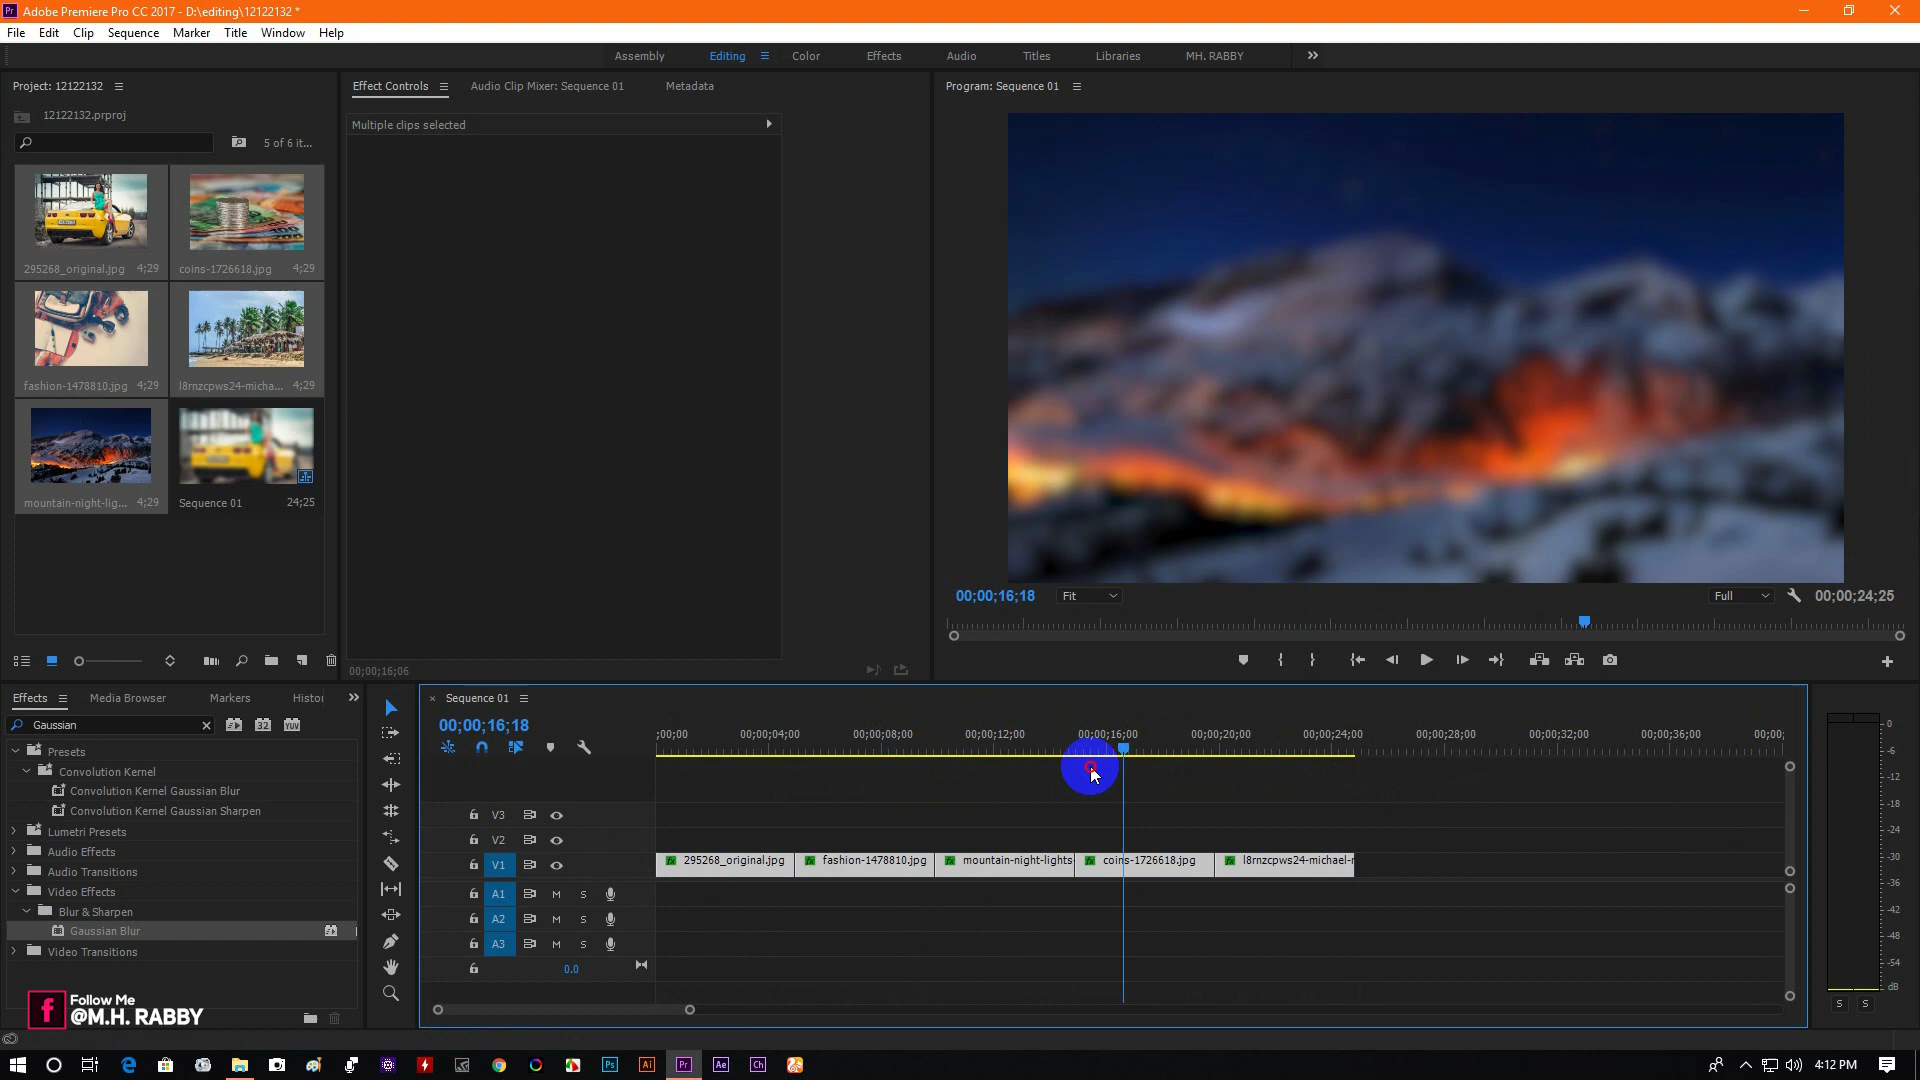 Adobe Premiere Pro CC 2017 - D:\editing\12122132 *
File Edit Clip Sequence Marker Title Window Help
Assembly Editing Color Effects Audio Titles Libraries MH. RABBY
Project: 12122132
12122132.prproj
5 of 6 it...
295268_original.jpg 4;29
coins-1726618.jpg 4;29
fashion-1478810.jpg 4;29
l8rnzcpws24-micha... 4;29
mountain-night-lig... 4;29
Sequence 01 24;25
Effect Controls Audio Clip Mixer: Sequence 01 Metadata
Multiple clips selected
00;00;16;06
Program: Sequence 01
00;00;16;18 Fit Full 00;00;24;25
Effects Media Browser Markers Histor
Gaussian
Presets
Convolution Kernel
Convolution Kernel Gaussian Blur
Convolution Kernel Gaussian Sharpen
Lumetri Presets
Audio Effects
Audio Transitions
Video Effects
Blur & Sharpen
Gaussian Blur
Video Transitions
Follow Me
@M.H. RABBY
Sequence 01
00;00;16;18
;00;00 00;00;04;00 00;00;08;00 00;00;12;00 00;00;16;00 00;00;20;00 00;00;24;00 00;00;28;00 00;00;32;00 00;00;36;00 00;00;
V3
V2
V1 295268_original.jpg fashion-1478810.jpg mountain-night-lights- coins-1726618.jpg l8rnzcpws24-michael-r
A1 M S
A2 M S
A3 M S
0.0
0
-6
-12
-18
-24
-30
-36
-42
-48
-54
dB
S S
Ps Ai Pr Ae Ch
4:12 PM